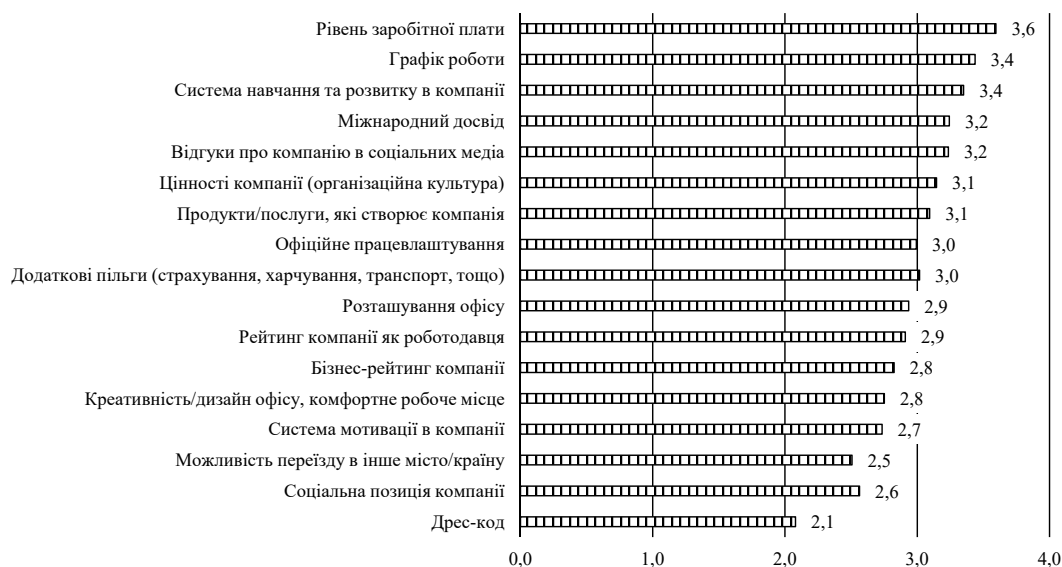 Рівень заробітної плати 3,6
Графік роботи 3,4
Система навчання та розвитку в компанії 3,4
Міжнародний досвід 3,2
Відгуки про компанію в соціальних медіа 3,2
Цінності компанії (організаційна культура) 3,1
Продукти/послуги, які створює компанія 3,1
Офіційне працевлаштування 3,0
Додаткові пільги (страхування, харчування, транспорт, тощо) 3,0
Розташування офісу 2,9
Рейтинг компанії як роботодавця 2,9
Бізнес-рейтинг компанії 2,8
Креативність/дизайн офісу, комфортне робоче місце 2,8
Система мотивації в компанії 2,7
Можливість переїзду в інше місто/країну 2,5
Соціальна позиція компанії 2,6
Дрес-код 2,1
0,0 1,0 2,0 3,0 4,0